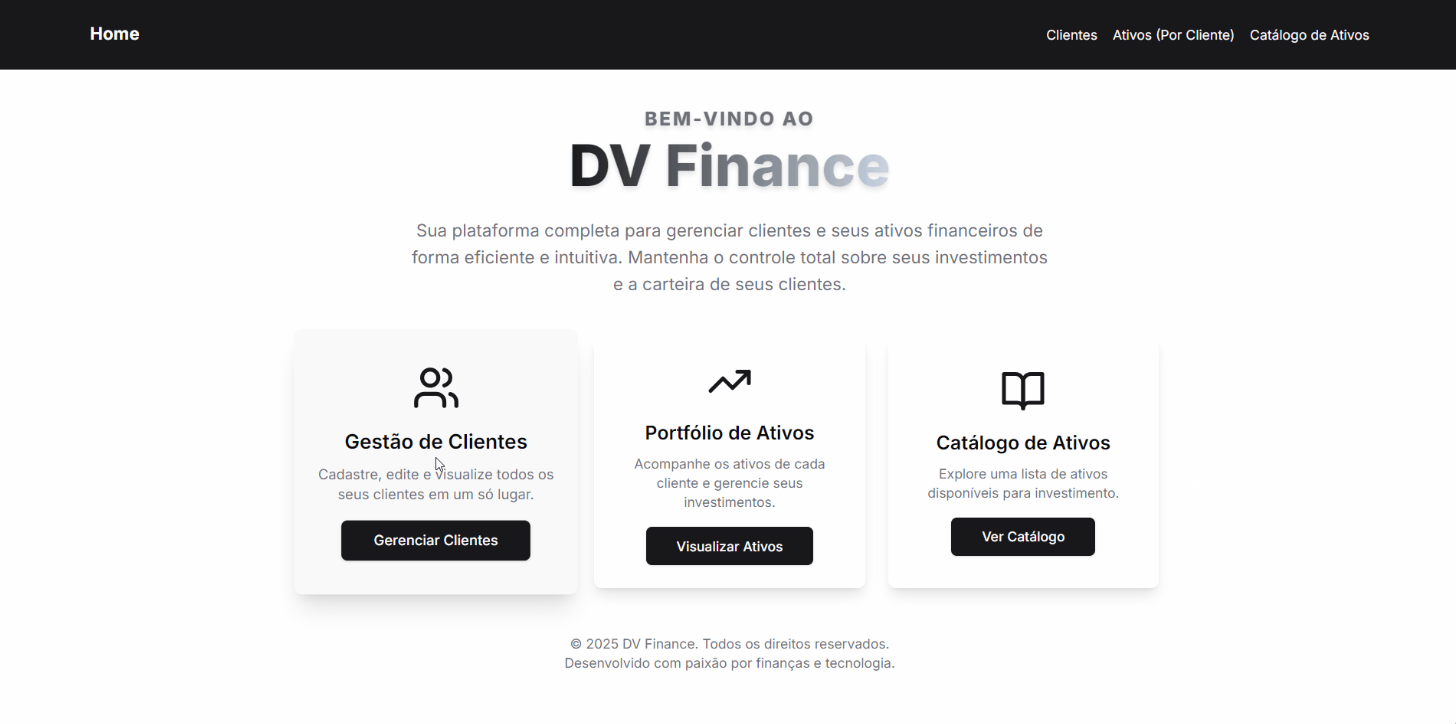 Home
Clientes
Ativos (Por Cliente)
Catálogo de Ativos
BEM-VINDO AO
DV Finance
Sua plataforma completa para gerenciar clientes e seus ativos financeiros de
forma eficiente e intuitiva. Mantenha o controle total sobre seus investimentos
e a carteira de seus clientes.
Gestão de Clientes
Cadastre, edite e visualize todos os
seus clientes em um só lugar.
Gerenciar Clientes
Portfólio de Ativos
Acompanhe os ativos de cada
cliente e gerencie seus
investimentos.
Visualizar Ativos
Catálogo de Ativos
Explore uma lista de ativos
disponíveis para investimento.
Ver Catálogo
© 2025 DV Finance. Todos os direitos reservados.
Desenvolvido com paixão por finanças e tecnologia.